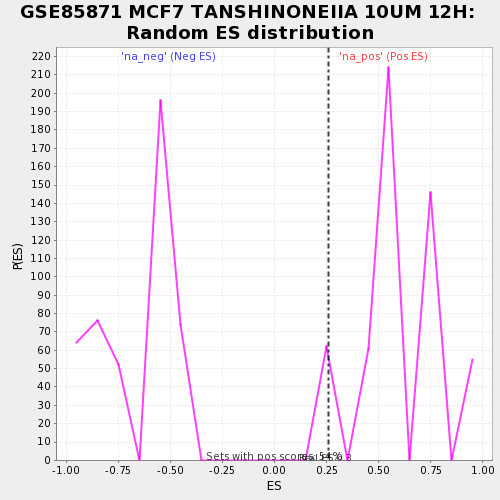 GSE85871 MCF7 TANSHINONEIIA 10UM 12H:
Random ES distribution
'na_neg' (Neg ES)
'na_pos' (Pos ES)
220
210
200
190
180
170
160
150
140
130
120
110
100
90
80
70
60
50
40
30
20
10
0
P(ES)
Sets with pos scores: 54%
-1.00 -0.75 -0.50 -0.25 0.00 0.25 0.50 0.75 1.00
ES